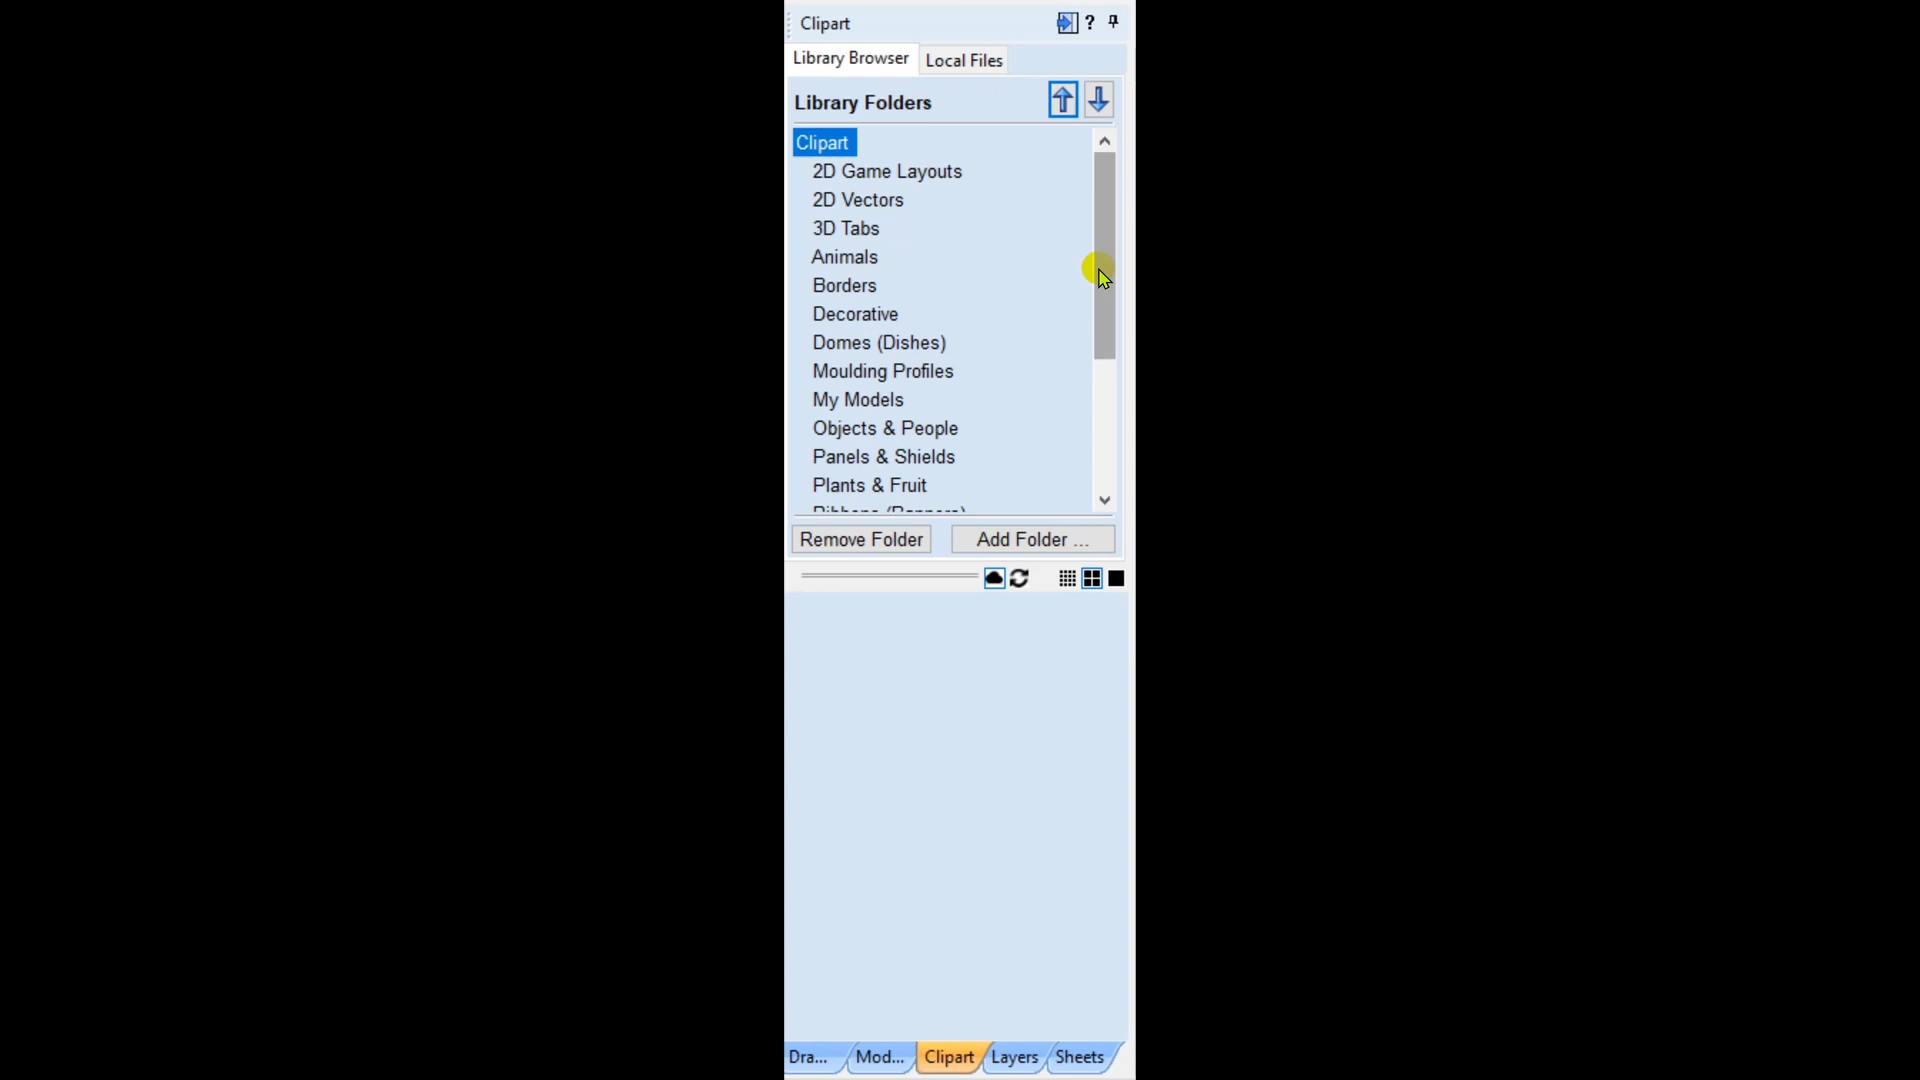 Clipart ?
Library Browser Local Files
Library Folders
Clipart
2D Game Layouts
2D Vectors
3D Tabs
Animals
Borders
Decorative
Domes (Dishes)
Moulding Profiles
My Models
Objects & People
Panels & Shields
Plants & Fruit
Remove Folder Add Folder ...
Dra... Mod... Clipart Layers Sheets